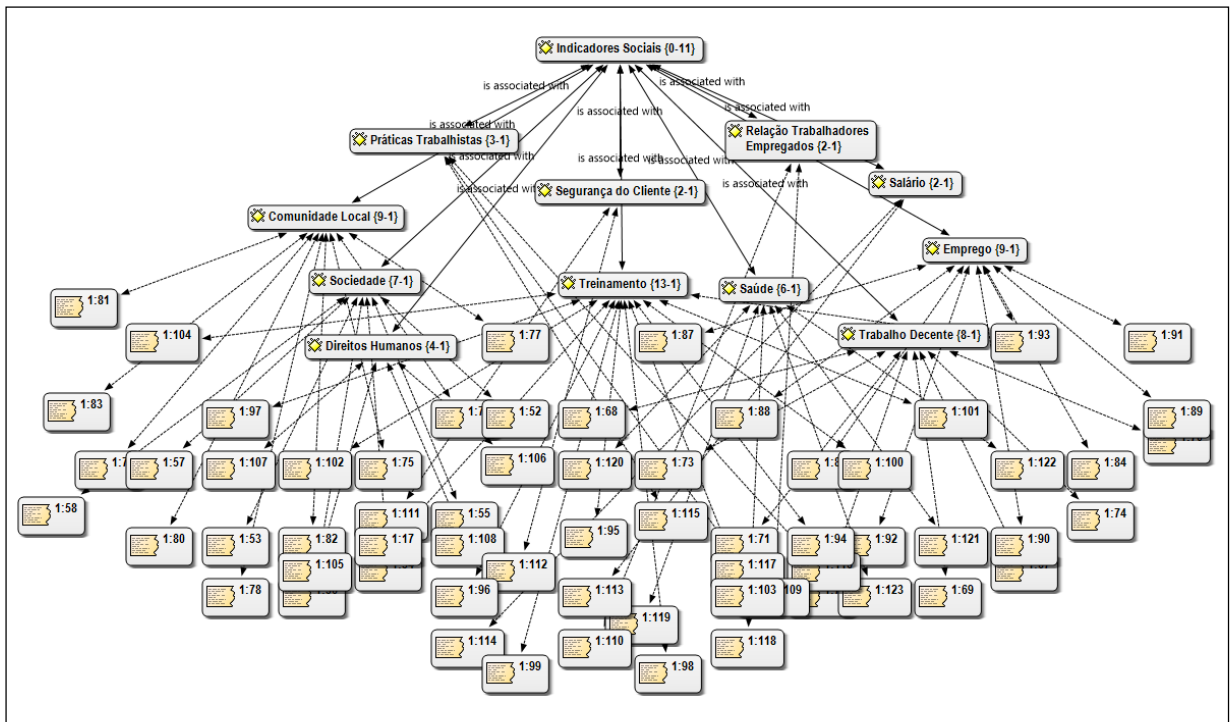 Indicadores Sociais {0-11}
is associated with
is associated with
is associated with
is associated with
Práticas Trabalhistas {3-1}
is associated with
is associated with
Relação Trabalhadores
Empregados {2-1}
is associated with
is associated with
is associated with
is associated with
is associated with
Segurança do Cliente {2-1}
Salário {2-1}
Comunidade Local {9-1}
Emprego {9-1}
Sociedade {7-1}
Treinamento {13-1}
Saúde {6-1}
1:81
1:104
Direitos Humanos {4-1}
1:77
1:87
Trabalho Decente {8-1}
1:93
1:91
1:83
1:97
1:52
1:68
1:88
1:101
1:89
1:57
1:107
1:102
1:75
1:106
1:120
1:73
1:100
1:122
1:84
1:58
1:111
1:55
1:115
1:74
1:80
1:53
1:82
1:17
1:108
1:95
1:71
1:94
1:92
1:121
1:90
1:105
1:112
1:117
1:78
1:96
1:113
1:103
1:123
1:69
1:119
1:114
1:110
1:118
1:99
1:98